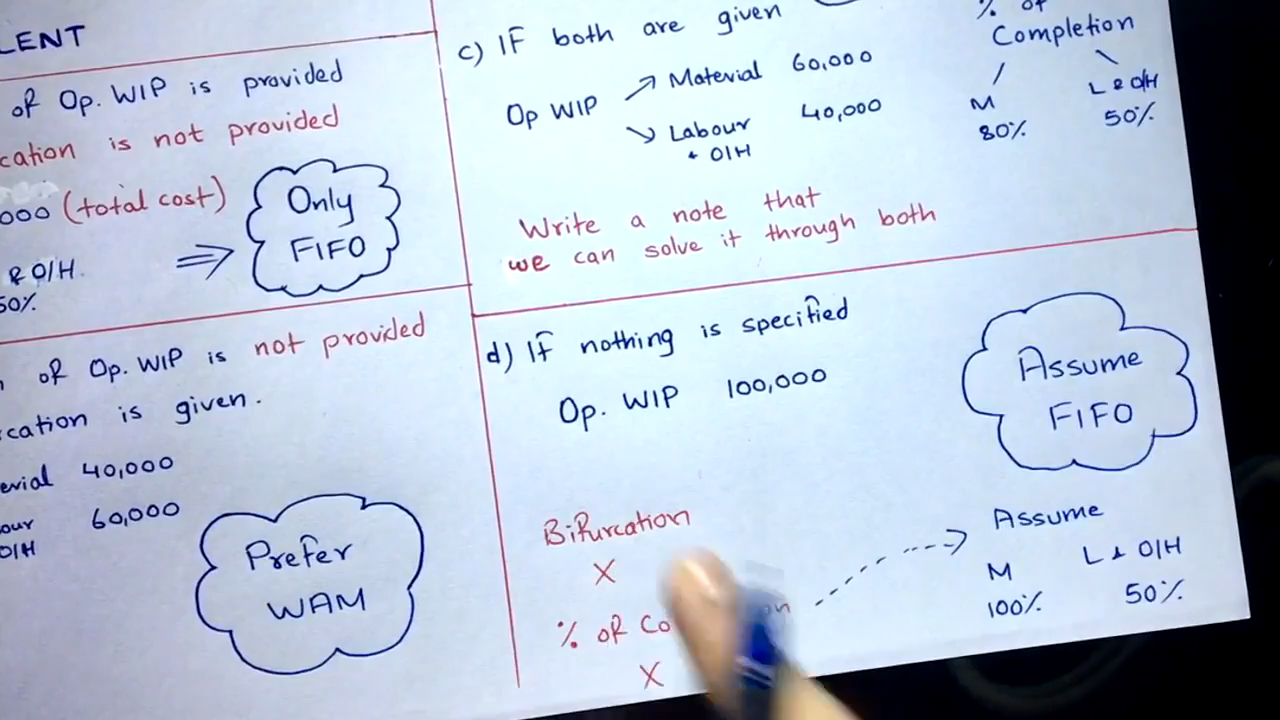 LENT
of Op. WIP is provided
cation is not provided
000 (total cost)
& O/H.
50%
Only
FIFO
of Op. WIP is not provided
rcation is given.
erial 40,000
our 60,000
O/H
Prefer
WAM
c) If both are given
Op WIP
Material 60,000
Labour 40,000
+ O/H
% of
Completion
M
80%
L & O/H
50%
Write a note that
we can solve it through both
d) If nothing is specified
Op. WIP 100,000
Assume
FIFO
Bifurcation
X
% of Co on
X
Assume
M L & O/H
100% 50%